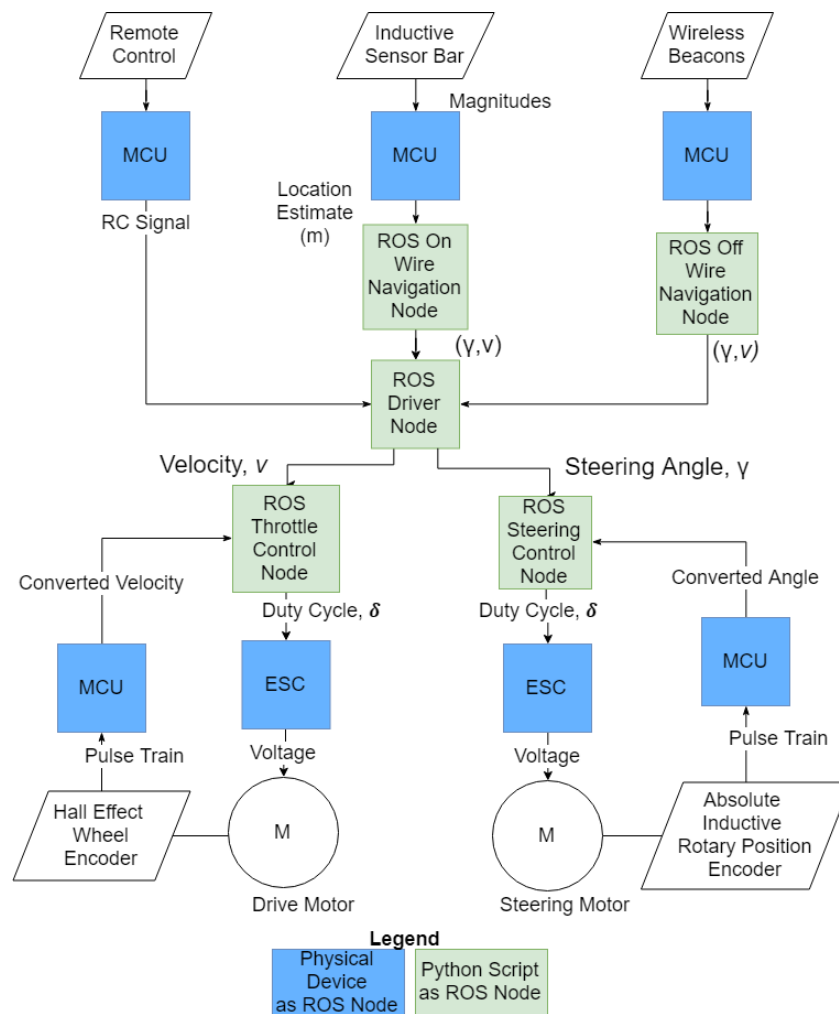 Remote
Control
Inductive
Sensor Bar
Wireless
Beacons
Magnitudes
MCU
MCU
MCU
RC Signal
Location
Estimate
(m)
ROS On
Wire
Navigation
Node
ROS Off
Wire
Navigation
Node
(γ,v)
(γ,v)
ROS
Driver
Node
Velocity, v
Steering Angle, γ
ROS
Throttle
Control
Node
ROS
Steering
Control
Node
Converted Velocity
Converted Angle
Duty Cycle, δ
Duty Cycle, δ
MCU
ESC
ESC
MCU
Pulse Train
Voltage
Voltage
Pulse Train
Hall Effect
Wheel
Encoder
M
M
Absolute
Inductive
Rotary Position
Encoder
Drive Motor
Steering Motor
Legend
Physical
Device
as ROS Node
Python Script
as ROS Node